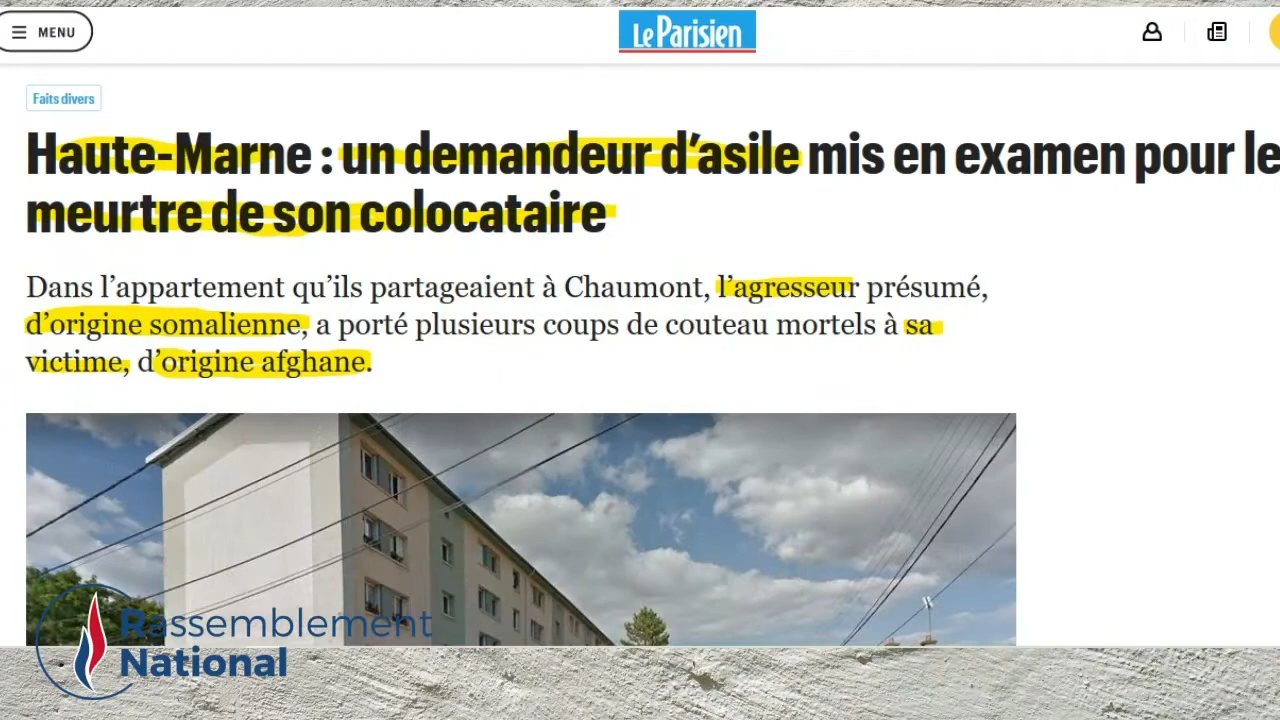 MENU
Le Parisien
Faits divers
Haute-Marne : un demandeur d’asile mis en examen pour le
meurtre de son colocataire
Dans l’appartement qu’ils partageaient à Chaumont, l’agresseur présumé,
d’origine somalienne, a porté plusieurs coups de couteau mortels à sa
victime, d’origine afghane.
Rassemblement
National